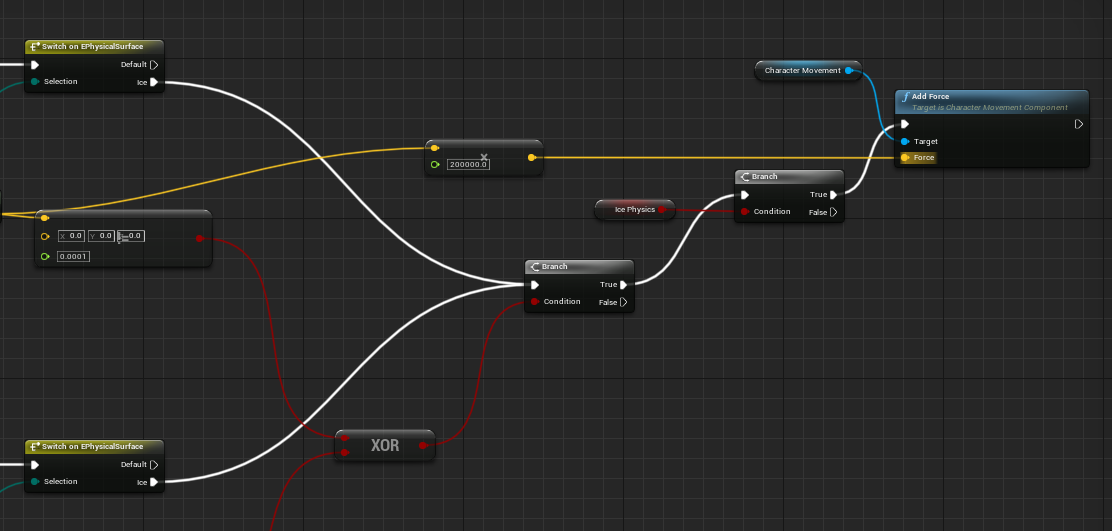 Switch on EPhysicalSurface
Default
Selection
Ice
Character Movement
Add Force
Target is Character Movement Component
Target
Force
X
200000.0
Branch
True
Condition
False
Ice Physics
X 0.0 Y 0.0 0.0
0.0001
Branch
True
Condition
False
XOR
Switch on EPhysicalSurface
Default
Selection
Ice